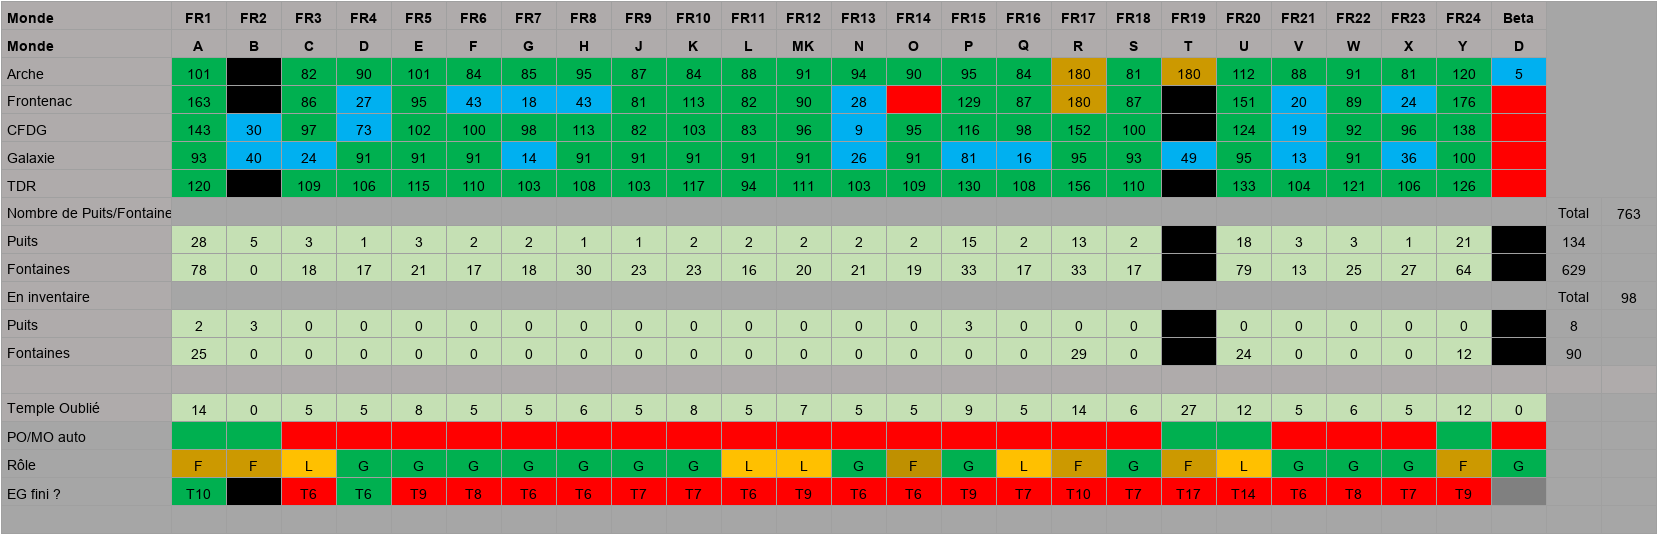 Monde FR1 FR2 FR3 FR4 FR5 FR6 FR7 FR8 FR9 FR10 FR11 FR12 FR13 FR14 FR15 FR16 FR17 FR18 FR19 FR20 FR21 FR22 FR23 FR24 Beta
Monde A B C D E F G H J K L MK N O P Q R S T U V W X Y D
Arche 101 82 90 101 84 85 95 87 84 88 91 94 90 95 84 180 81 180 112 88 91 81 120 5
Frontenac 163 86 27 95 43 18 43 81 113 82 90 28 129 87 180 87 151 20 89 24 176
CFDG 143 30 97 73 102 100 98 113 82 103 83 96 9 95 116 98 152 100 124 19 92 96 138
Galaxie 93 40 24 91 91 91 14 91 91 91 91 91 26 91 81 16 95 93 49 95 13 91 36 100
TDR 120 109 106 115 110 103 108 103 117 94 111 103 109 130 108 156 110 133 104 121 106 126
Nombre de Puits/Fontaine Total 763
Puits 28 5 3 1 3 2 2 1 1 2 2 2 2 2 15 2 13 2 18 3 3 1 21 134
Fontaines 78 0 18 17 21 17 18 30 23 23 16 20 21 19 33 17 33 17 79 13 25 27 64 629
En inventaire Total 98
Puits 2 3 0 0 0 0 0 0 0 0 0 0 0 0 3 0 0 0 0 0 0 0 0 8
Fontaines 25 0 0 0 0 0 0 0 0 0 0 0 0 0 0 0 29 0 24 0 0 0 12 90
Temple Oublié 14 0 5 5 8 5 5 6 5 8 5 7 5 5 9 5 14 6 27 12 5 6 5 12 0
PO/MO auto
Rôle F F L G G G G G G G L L G F G L F G F L G G G F G
EG fini ? T10 T6 T6 T9 T8 T6 T6 T7 T7 T6 T9 T6 T6 T9 T7 T10 T7 T17 T14 T6 T8 T7 T9